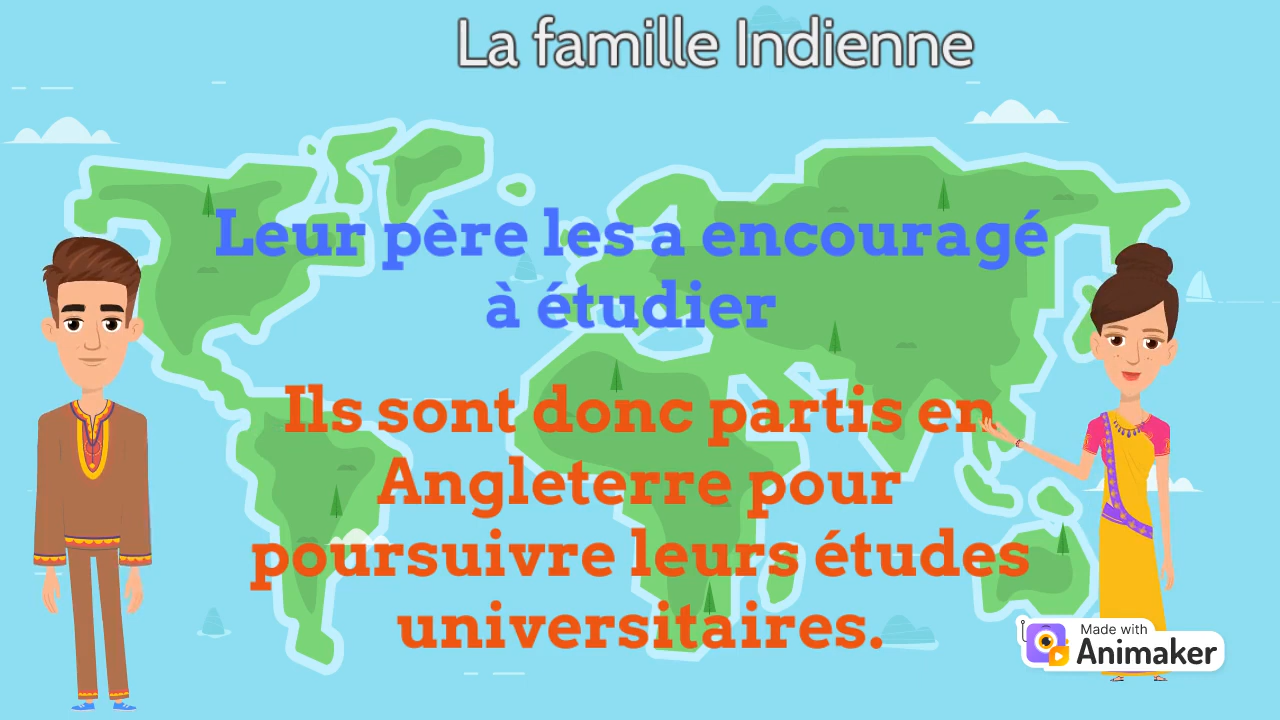 La famille Indienne
Leur père les a encouragé
à étudier
Ils sont donc partis en
Angleterre pour
poursuivre leurs études
universitaires.
Made with
Animaker